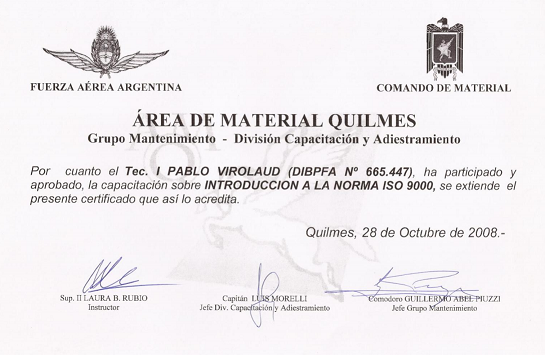 FUERZA AÉREA ARGENTINA
COMANDO DE MATERIAL
ÁREA DE MATERIAL QUILMES
Grupo Mantenimiento - División Capacitación y Adiestramiento
Por cuanto el Tec. I PABLO VIROLAUD (DIBPFA Nº 665.447), ha participado y
aprobado, la capacitación sobre INTRODUCCION A LA NORMA ISO 9000, se extiende el
presente certificado que así lo acredita.
Quilmes, 28 de Octubre de 2008.-
Sup. II LAURA B. RUBIO
Instructor
Capitán LUIS MORELLI
Jefe Div. Capacitación y Adiestramiento
Comodoro GUILLERMO ABEL PIUZZI
Jefe Grupo Mantenimiento